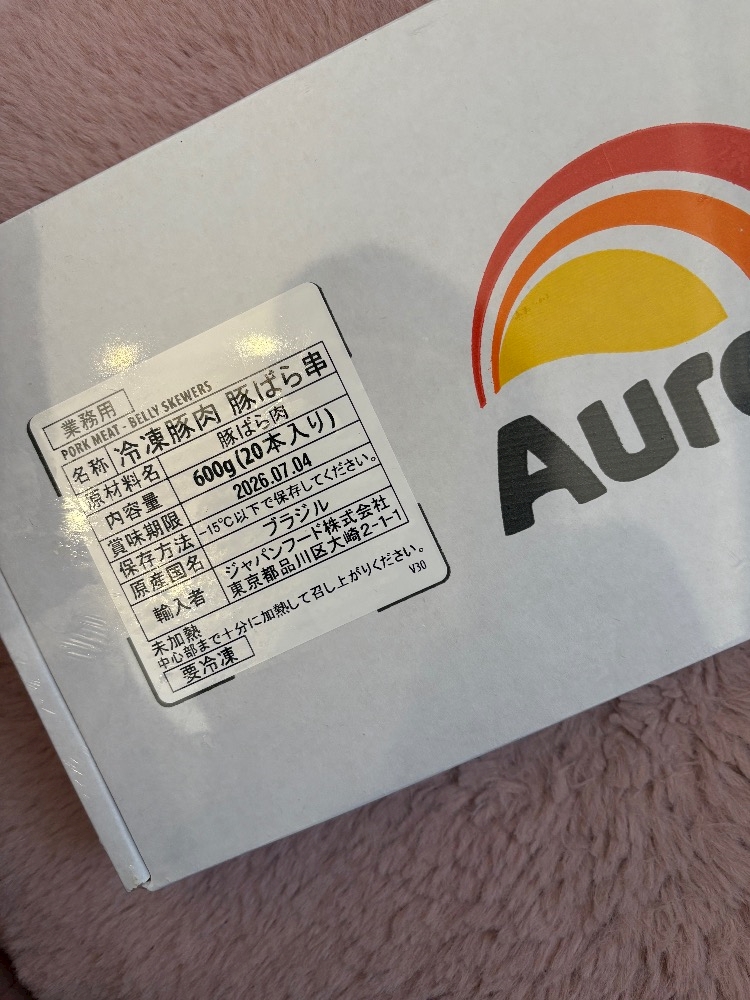 業務用
PORK MEAT - BELLY SKEWERS
名称 冷凍豚肉 豚ばら串
原材料名 豚ばら肉
内容量 600g(20本入り)
賞味期限 2026.07.04
保存方法 -15℃以下で保存してください。
原産国名 ブラジル
輸入者 ジャパンフード株式会社
東京都品川区大崎2-1-1
未加熱
中心部まで十分に加熱して召し上がりください。
要冷凍
V30